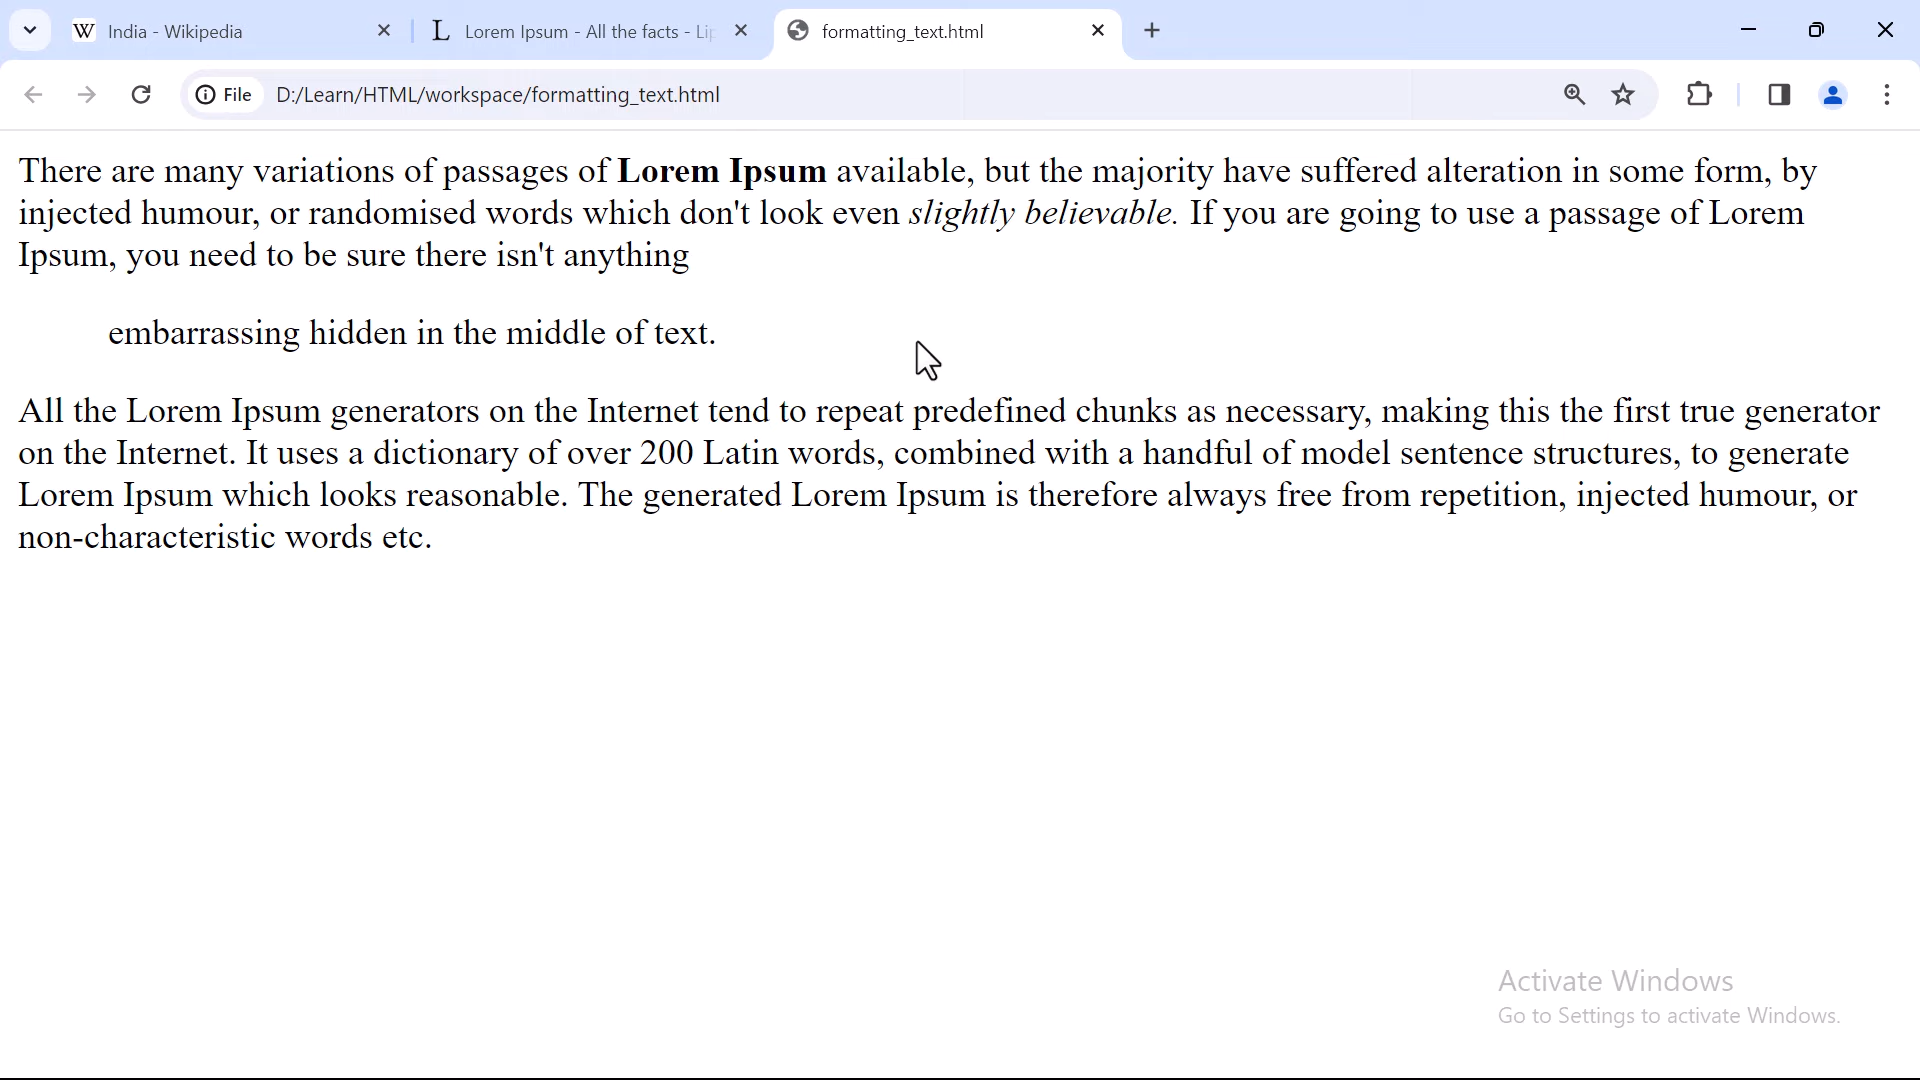 W India - Wikipedia
L Lorem Ipsum - All the facts - Li
formatting_text.html
File D:/Learn/HTML/workspace/formatting_text.html
There are many variations of passages of Lorem Ipsum available, but the majority have suffered alteration in some form, by
injected humour, or randomised words which don't look even slightly believable. If you are going to use a passage of Lorem
Ipsum, you need to be sure there isn't anything
embarrassing hidden in the middle of text.
All the Lorem Ipsum generators on the Internet tend to repeat predefined chunks as necessary, making this the first true generator
on the Internet. It uses a dictionary of over 200 Latin words, combined with a handful of model sentence structures, to generate
Lorem Ipsum which looks reasonable. The generated Lorem Ipsum is therefore always free from repetition, injected humour, or
non-characteristic words etc.
Activate Windows
Go to Settings to activate Windows.